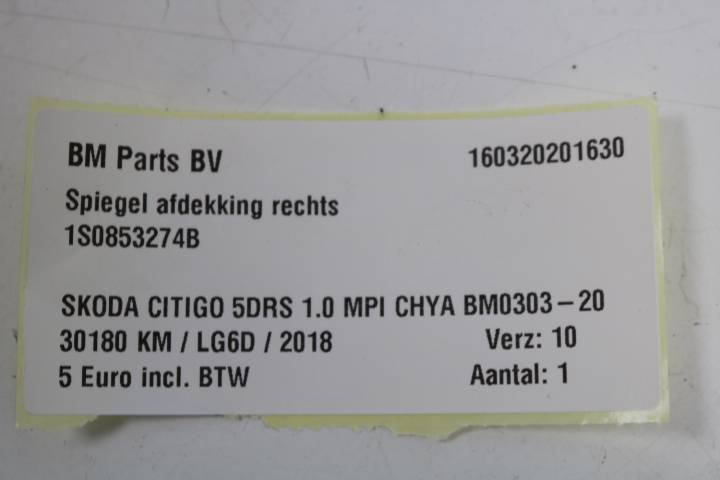 BM Parts BV 160320201630
Spiegel afdekking rechts
1S0853274B
SKODA CITIGO 5DRS 1.0 MPI CHYA BM0303-20
30180 KM / LG6D / 2018 Verz: 10
5 Euro incl. BTW Aantal: 1